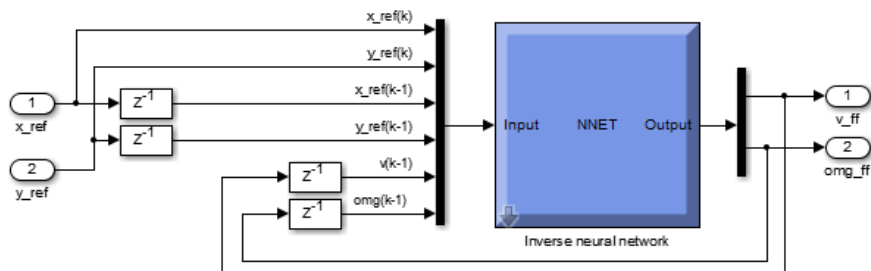 x_ref(k)
y_ref(k)
1
x_ref
z-1
x_ref(k-1)
z-1
y_ref(k-1)
2
y_ref
z-1
v(k-1)
z-1
omg(k-1)
Input NNET Output
Inverse neural network
1
v_ff
2
omg_ff